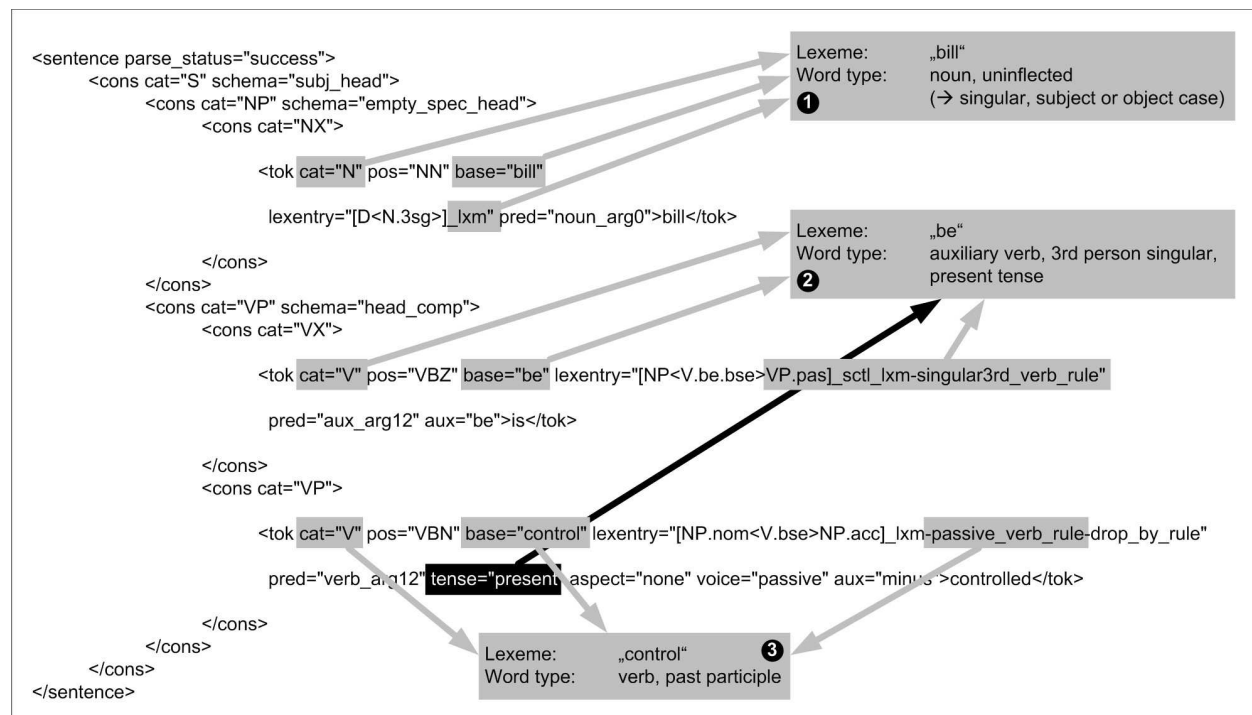 <sentence parse_status="success">
<cons cat="S" schema="subj_head">
<cons cat="NP" schema="empty_spec_head">
<cons cat="NX">
<tok cat="N" pos="NN" base="bill"
lexentry="[D<N.3sg>]_lxm" pred="noun_arg0">bill</tok>
</cons>
</cons>
<cons cat="VP" schema="head_comp">
<cons cat="VX">
<tok cat="V" pos="VBZ" base="be" lexentry="[NP<V.be.bse>VP.pas]_sctl_lxm-singular3rd_verb_rule"
pred="aux_arg12" aux="be">is</tok>
</cons>
<cons cat="VP">
<tok cat="V" pos="VBN" base="control" lexentry="[NP.nom<V.bse>NP.acc]_lxm-passive_verb_rule-drop_by_rule"
pred="verb_arg12" tense="present aspect="none" voice="passive" aux="minus">controlled</tok>
</cons>
</cons>
</cons>
</sentence>
Lexeme: „bill“
Word type: noun, uninflected
❶ (→ singular, subject or object case)
Lexeme: „be“
Word type: auxiliary verb, 3rd person singular,
❷ present tense
Lexeme: „control“ ❸
Word type: verb, past participle